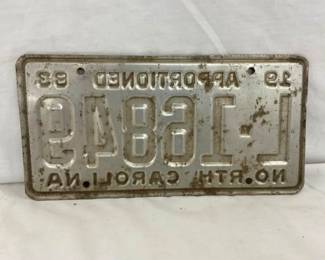 19 APPORTIONED 83
L-16849
NORTH CAROLINA